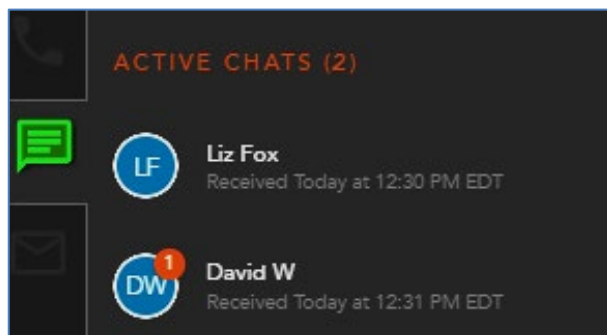 ACTIVE CHATS (2)
LF
Liz Fox
Received Today at 12:30 PM EDT
1
DW
David W
Received Today at 12:31 PM EDT